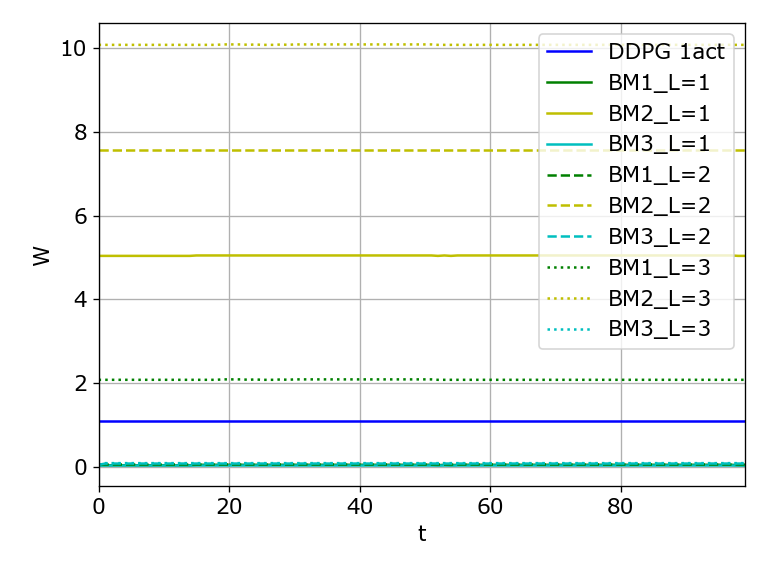 10
8
6
4
2
0
W
0
20
40
60
80
t
DDPG 1act
BM1_L=1
BM2_L=1
BM3_L=1
BM1_L=2
BM2_L=2
BM3_L=2
BM1_L=3
BM2_L=3
BM3_L=3